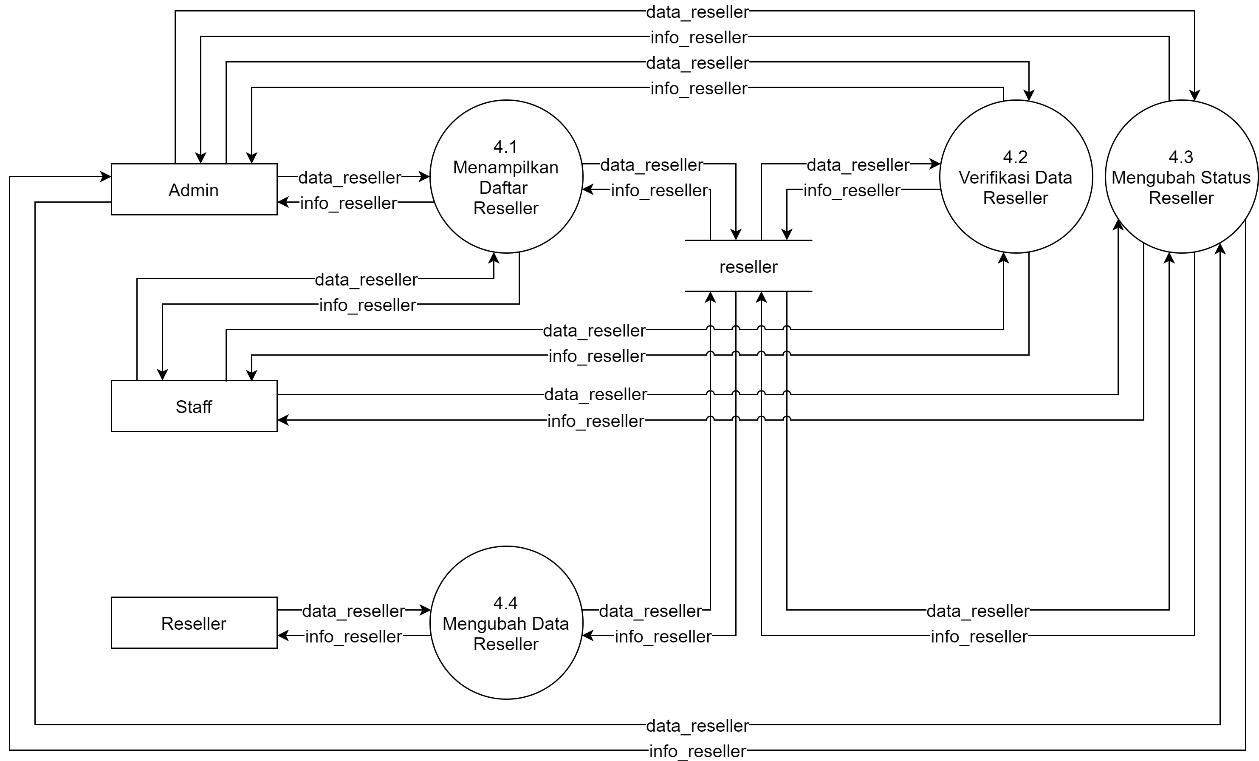 data_reseller
info_reseller
data_reseller
info_reseller
4.1
Menampilkan
Daftar
Reseller
4.2
Verifikasi Data
Reseller
4.3
Mengubah Status
Reseller
data_reseller
info_reseller
data_reseller
info_reseller
Admin
data_reseller
info_reseller
reseller
data_reseller
info_reseller
data_reseller
info_reseller
Staff
data_reseller
info_reseller
4.4
Mengubah Data
Reseller
Reseller
data_reseller
info_reseller
data_reseller
info_reseller
data_reseller
info_reseller
data_reseller
info_reseller